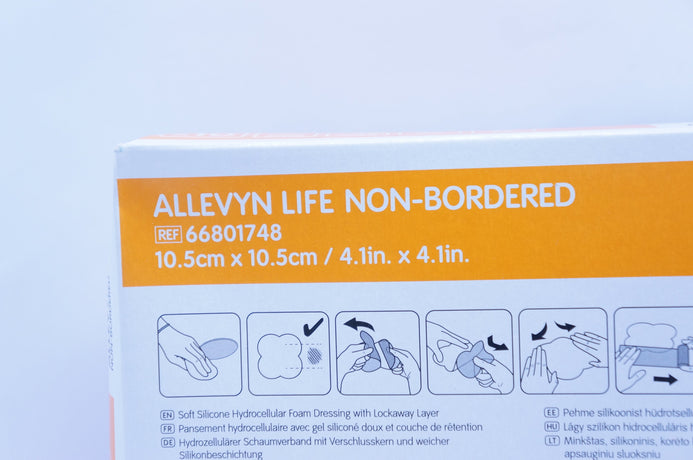 ALLEVYN LIFE NON-BORDERED
REF 66801748
10.5cm x 10.5cm / 4.1in. x 4.1in.
EN Soft Silicone Hydrocellular Foam Dressing with Lockaway Layer
FR Pansement hydrocellulaire avec gel siliconé doux et couche de rétention
DE Hydrozellulärer Schaumverband mit Verschlusskern und weicher
Silikonbeschichtung
EE Pehme silikoonist
HU Lágy szilikon hidrocelluláris
LT Minkštas, silikoninis, korėto
apsauginiu sluoksniu